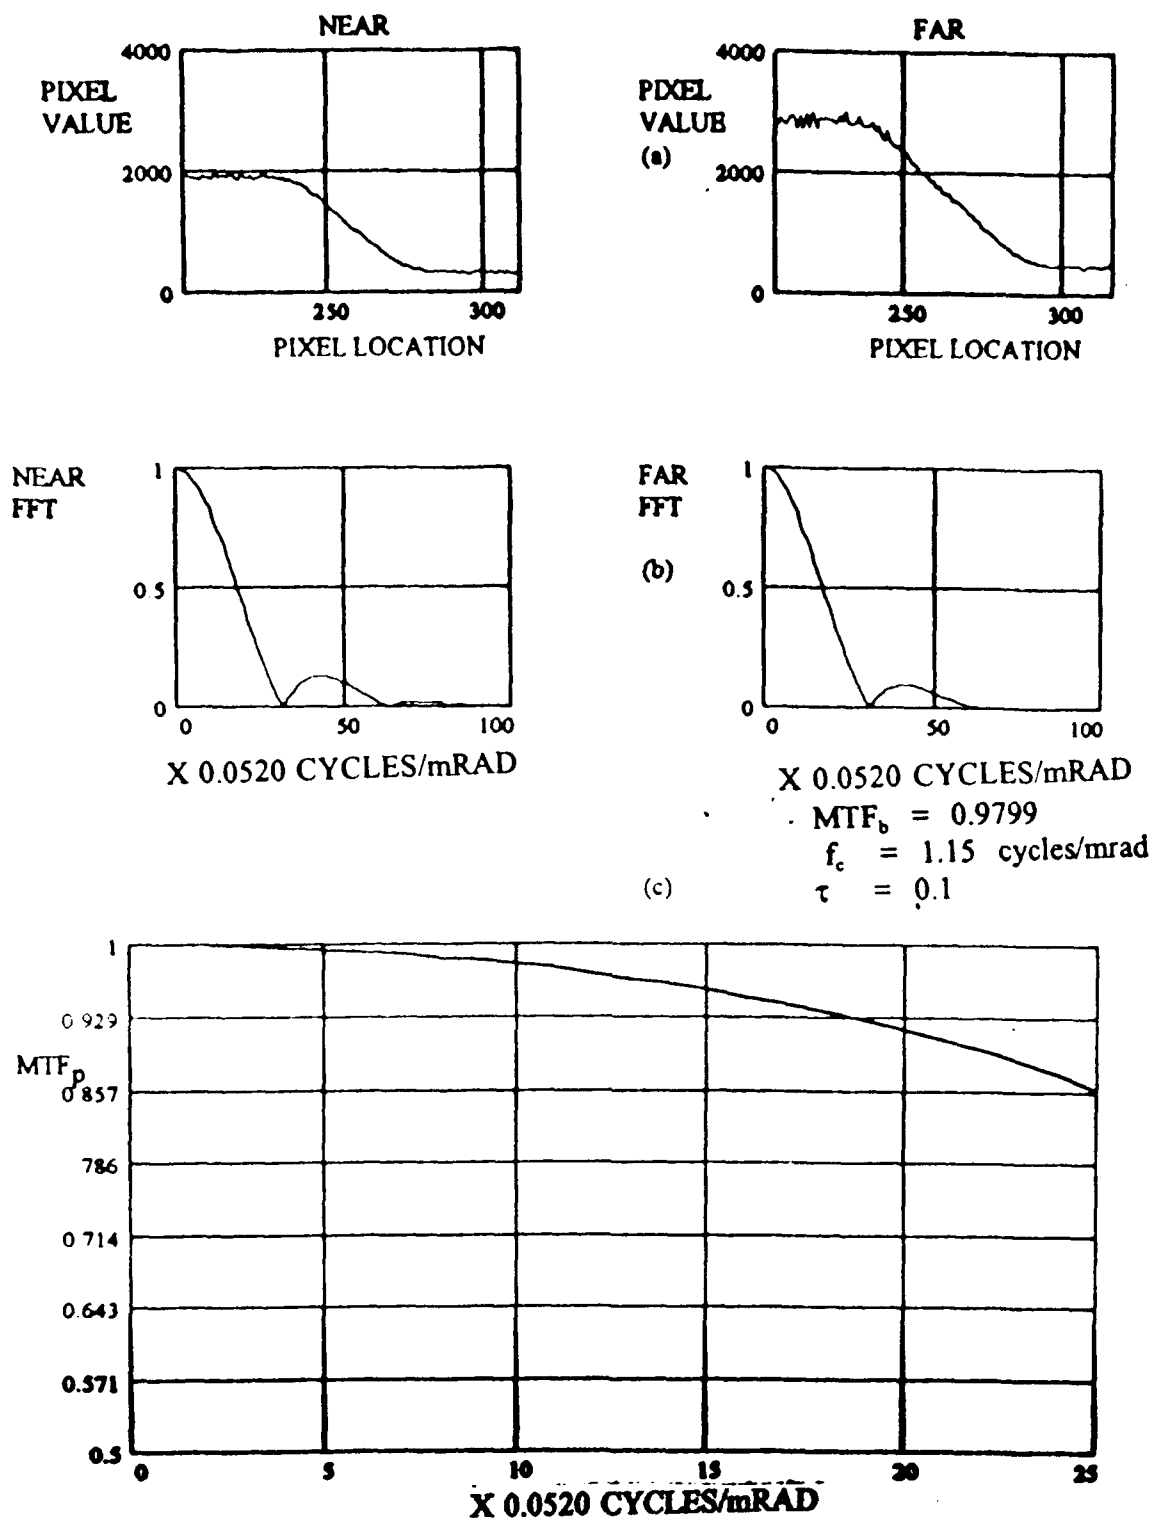 NEAR
4000
PIXEL
VALUE
2000
0
250
300
PIXEL LOCATION
FAR
4000
PIXEL
VALUE
(a)
2000
0
250
300
PIXEL LOCATION
NEAR
FFT
1
0 5
0
0
50
100
X 0.0520 CYCLES/mRAD
FAR
FFT
(b)
1
0.5
0
0
50
100
X 0.0520 CYCLES/mRAD
MTFb = 0.9799
fc = 1.15 cycles/mrad
(c)
τ = 0.1
1
0 929
MTFp
0 857
786
0 714
0.643
0.571
0.5
0
5
10
15
20
25
X 0.0520 CYCLES/mRAD